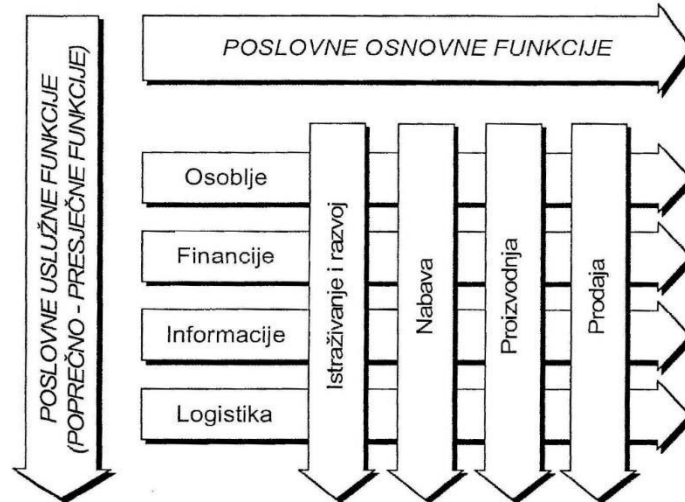 POSLOVNE OSNOVNE FUNKCIJE
POSLOVNE USLUŽNE FUNKCIJE
(POPREČNO - PRESJEČNE FUNKCIJE)
Osoblje
Financije
Informacije
Logistika
Istraživanje i razvoj
Nabava
Proizvodnja
Prodaja